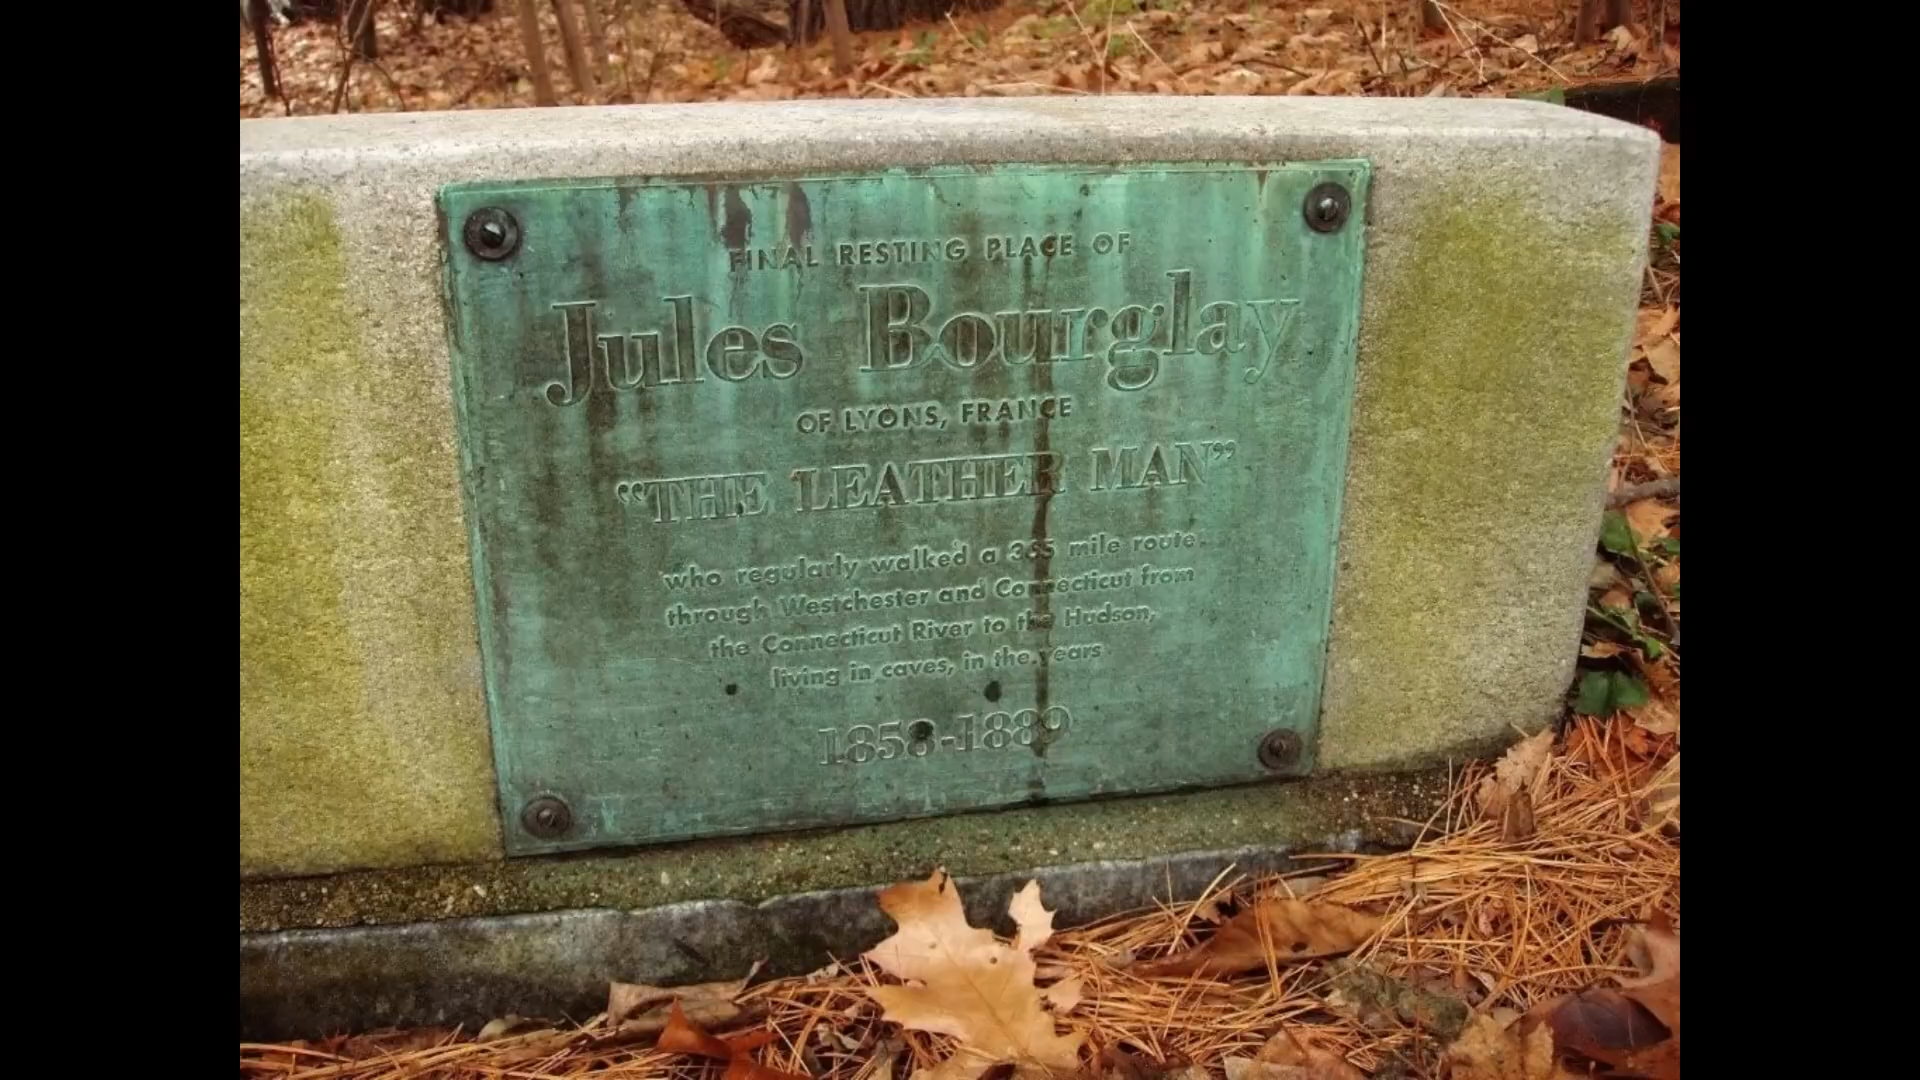 FINAL RESTING PLACE OF
Jules Bourglay
OF LYONS, FRANCE
“THE LEATHER MAN”
who regularly walked a 365 mile route
through Westchester and Connecticut from
the Connecticut River to the Hudson,
living in caves, in the years
1858-1889